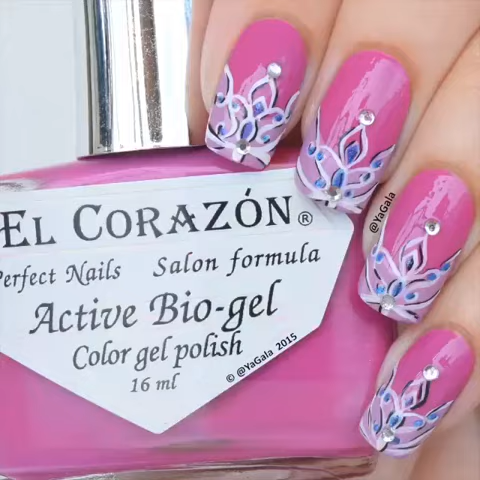 EL CORAZÓN®
Perfect Nails Salon formula
Active Bio-gel
Color gel polish
16 ml
© @YaGala 2015
@YaGala